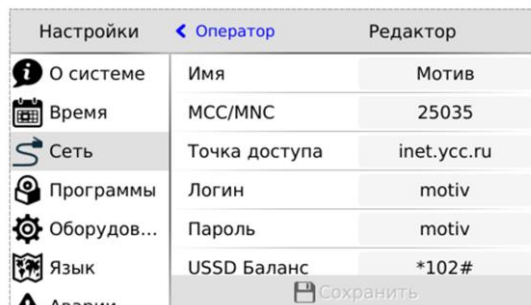 Настройки
Оператор
Редактор
О системе
Имя
Мотив
Время
MCC/MNC
25035
Сеть
Точка доступа
inet.ycc.ru
Программы
Логин
motiv
Оборудов...
Пароль
motiv
Язык
USSD Баланс
*102#
Аварии
Сохранить